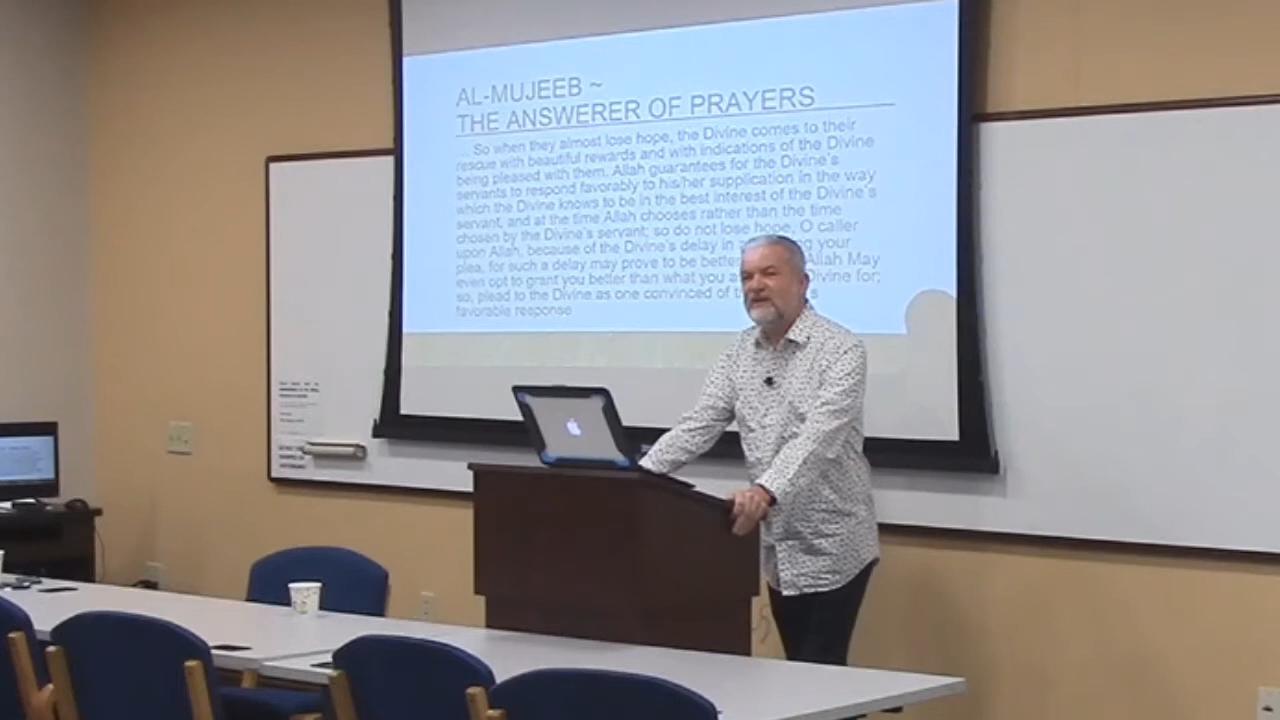 AL-MUJEEB ~
THE ANSWERER OF PRAYERS
... So when they almost lose hope, the Divine comes to their
rescue with beautiful rewards and with indications of the Divine
being pleased with them. Allah guarantees for the Divine's
servants to respond favorably to his/her supplication in the way
which the Divine knows to be in the best interest of the Divine's
servant, and at the time Allah chooses rather than the time
chosen by the Divine's servant; so do not lose hope, O caller
upon Allah, because of the Divine's delay in your
plea, for such a delay may prove to be Allah May
even opt to grant you better than what you for;
so, plead to the Divine as one convinced of
favorable response